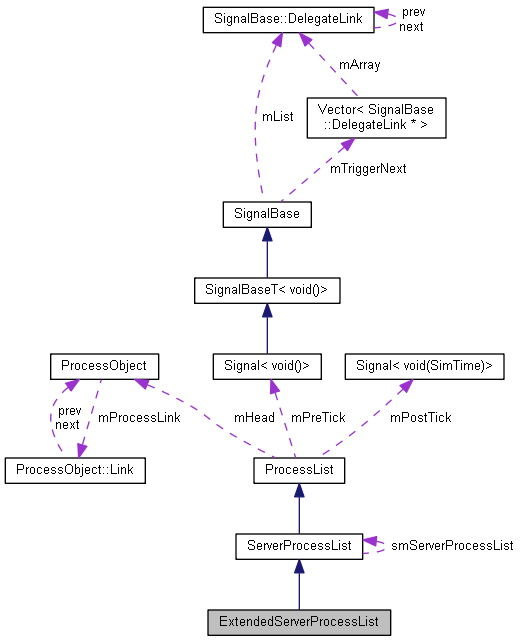 SignalBase::DelegateLink
prev
next
mArray
Vector< SignalBase
::DelegateLink * >
mList
mTriggerNext
SignalBase
SignalBaseT< void()>
ProcessObject
Signal< void()>
Signal< void(SimTime)>
prev
next
mProcessLink
mHead
mPreTick
mPostTick
ProcessObject::Link
ProcessList
ServerProcessList
smServerProcessList
ExtendedServerProcessList